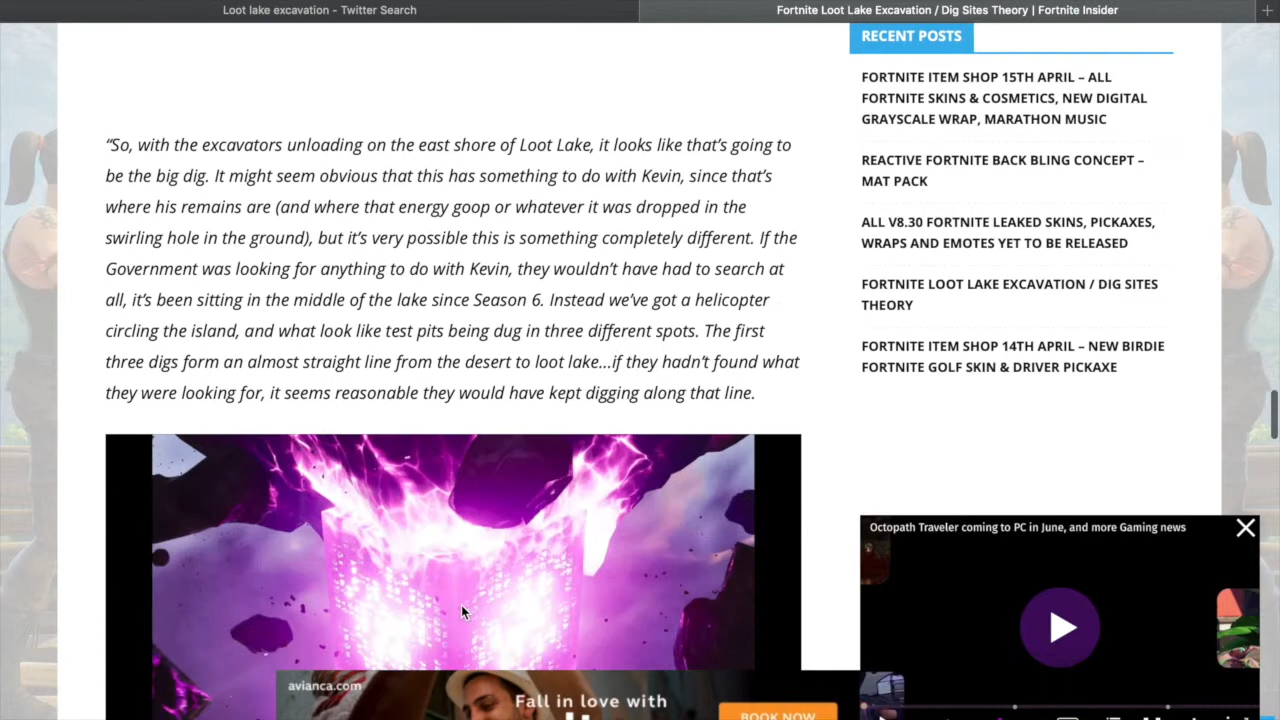 Loot lake excavation - Twitter Search
Fortnite Loot Lake Excavation / Dig Sites Theory | Fortnite Insider
“So, with the excavators unloading on the east shore of Loot Lake, it looks like that’s going to
be the big dig. It might seem obvious that this has something to do with Kevin, since that’s
where his remains are (and where that energy goop or whatever it was dropped in the
swirling hole in the ground), but it’s very possible this is something completely different. If the
Government was looking for anything to do with Kevin, they wouldn’t have had to search at
all, it’s been sitting in the middle of the lake since Season 6. Instead we’ve got a helicopter
circling the island, and what look like test pits being dug in three different spots. The first
three digs form an almost straight line from the desert to loot lake…if they hadn’t found what
they were looking for, it seems reasonable they would have kept digging along that line.
RECENT POSTS
FORTNITE ITEM SHOP 15TH APRIL – ALL
FORTNITE SKINS & COSMETICS, NEW DIGITAL
GRAYSCALE WRAP, MARATHON MUSIC
REACTIVE FORTNITE BACK BLING CONCEPT –
MAT PACK
ALL V8.30 FORTNITE LEAKED SKINS, PICKAXES,
WRAPS AND EMOTES YET TO BE RELEASED
FORTNITE LOOT LAKE EXCAVATION / DIG SITES
THEORY
FORTNITE ITEM SHOP 14TH APRIL – NEW BIRDIE
FORTNITE GOLF SKIN & DRIVER PICKAXE
Octopath Traveler coming to PC in June, and more Gaming news
avianca.com
Fall in love with
BOOK NOW